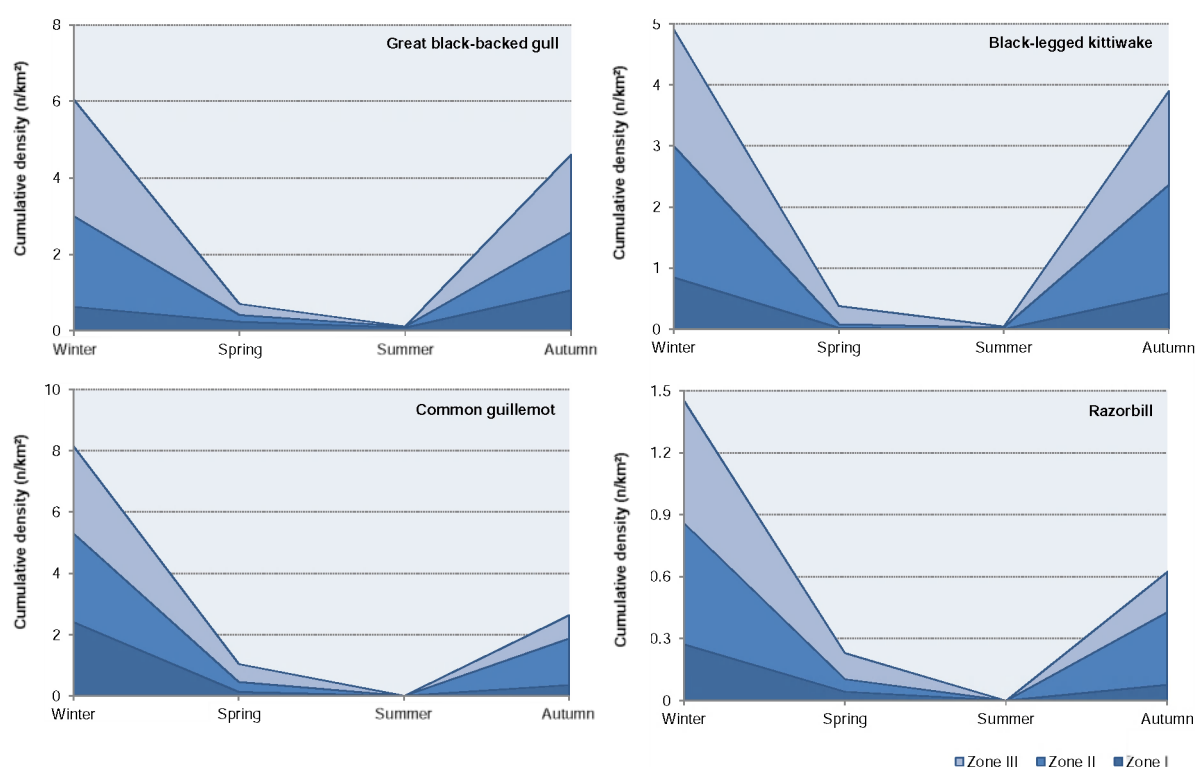 Great black-backed gull
Cumulative density (n/km²)
8
6
4
2
0
Winter Spring Summer Autumn
Black-legged kittiwake
Cumulative density (n/km²)
5
4
3
2
1
0
Winter Spring Summer Autumn
Common guillemot
Cumulative density (n/km²)
10
8
6
4
2
0
Winter Spring Summer Autumn
Razorbill
Cumulative density (n/km²)
1.5
1.2
0.9
0.6
0.3
0
Winter Spring Summer Autumn
Zone III Zone II Zone I